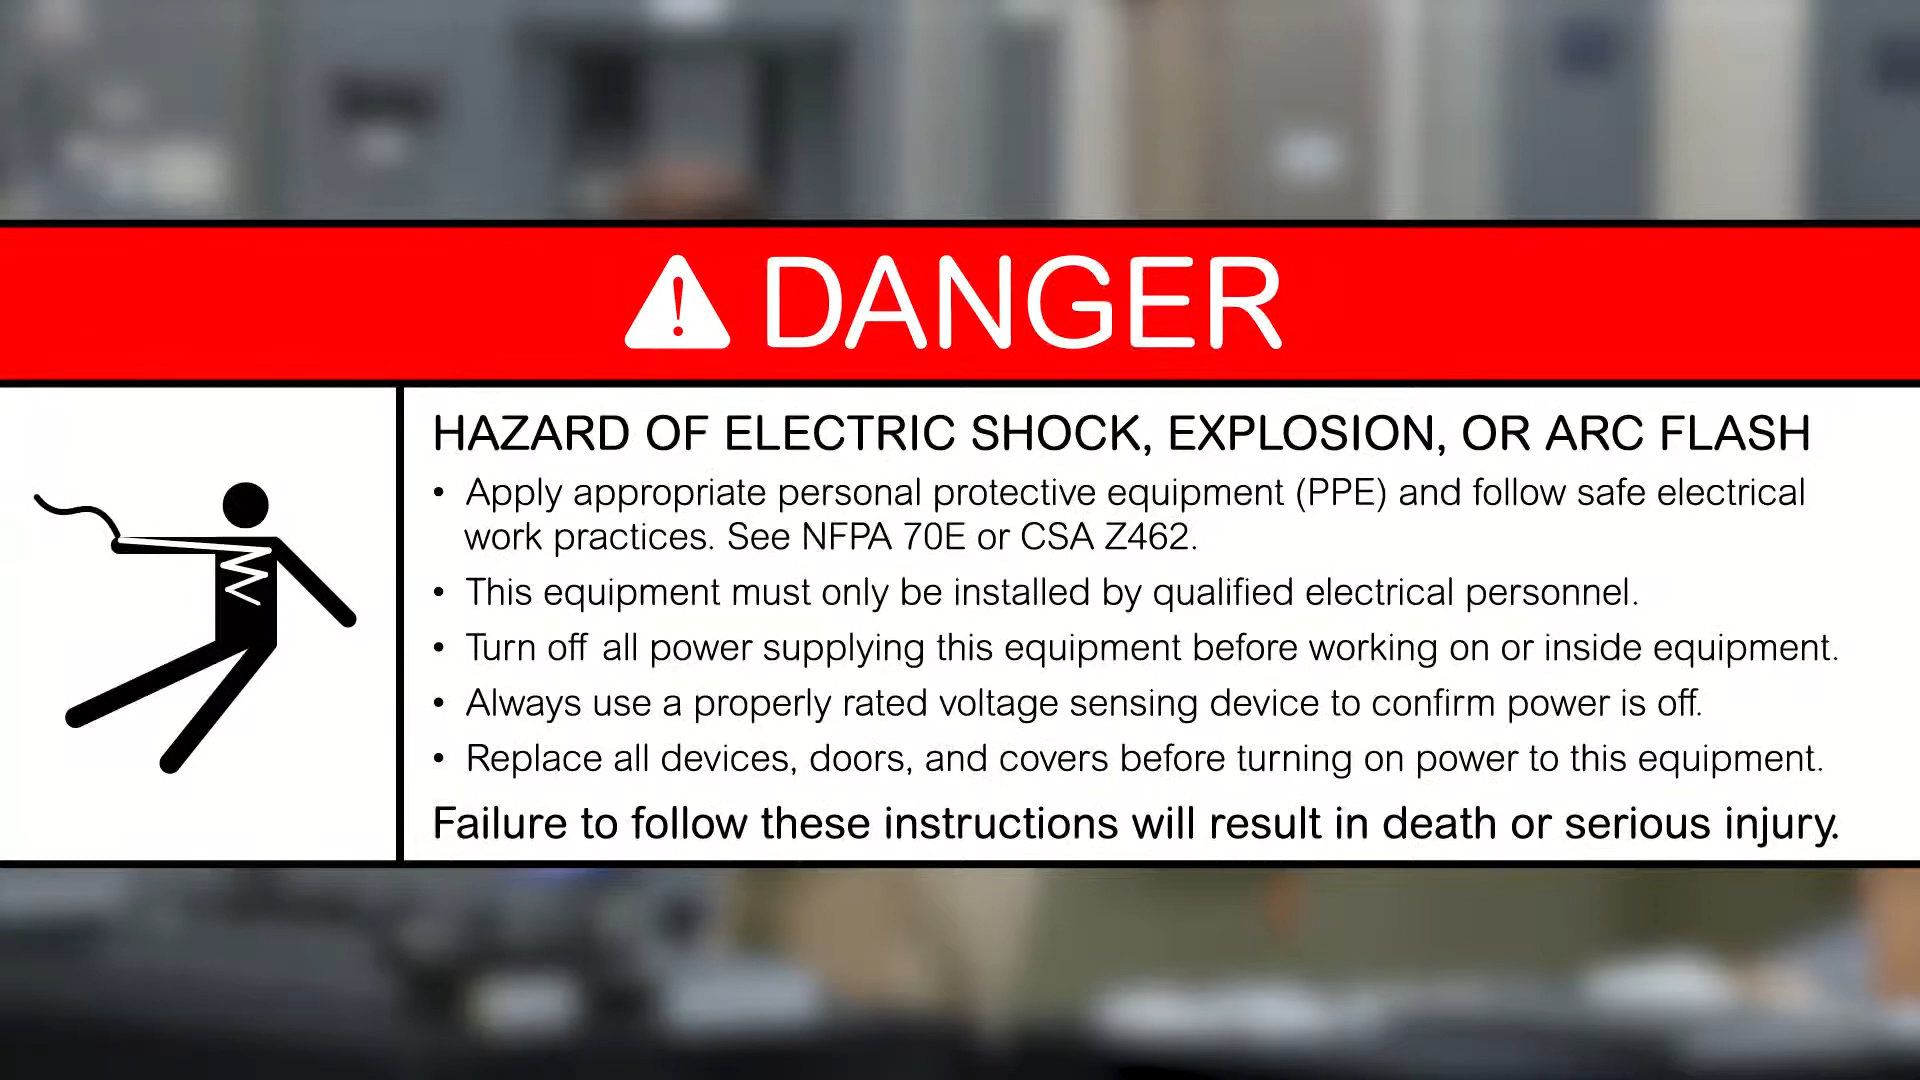 DANGER
HAZARD OF ELECTRIC SHOCK, EXPLOSION, OR ARC FLASH
• Apply appropriate personal protective equipment (PPE) and follow safe electrical
work practices. See NFPA 70E or CSA Z462.
• This equipment must only be installed by qualified electrical personnel.
• Turn off all power supplying this equipment before working on or inside equipment.
• Always use a properly rated voltage sensing device to confirm power is off.
• Replace all devices, doors, and covers before turning on power to this equipment.
Failure to follow these instructions will result in death or serious injury.